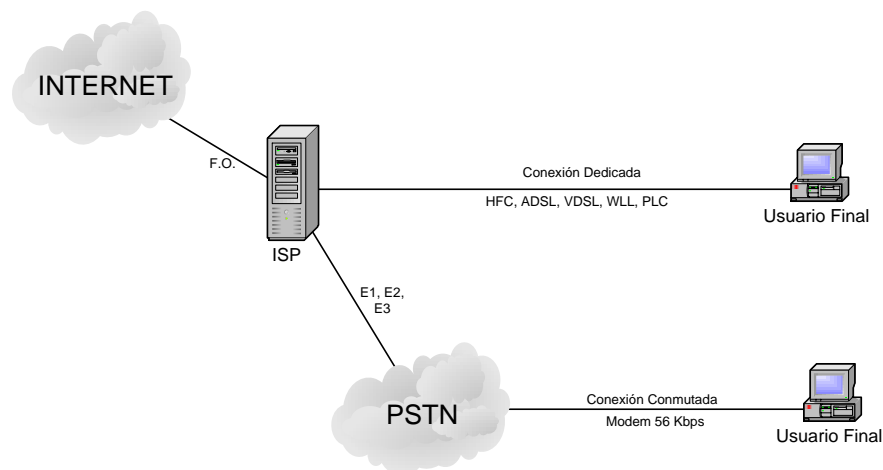 INTERNET
F.O.
ISP
Conexión Dedicada
HFC, ADSL, VDSL, WLL, PLC
Usuario Final
E1, E2,
E3
PSTN
Conexión Conmutada
Modem 56 Kbps
Usuario Final